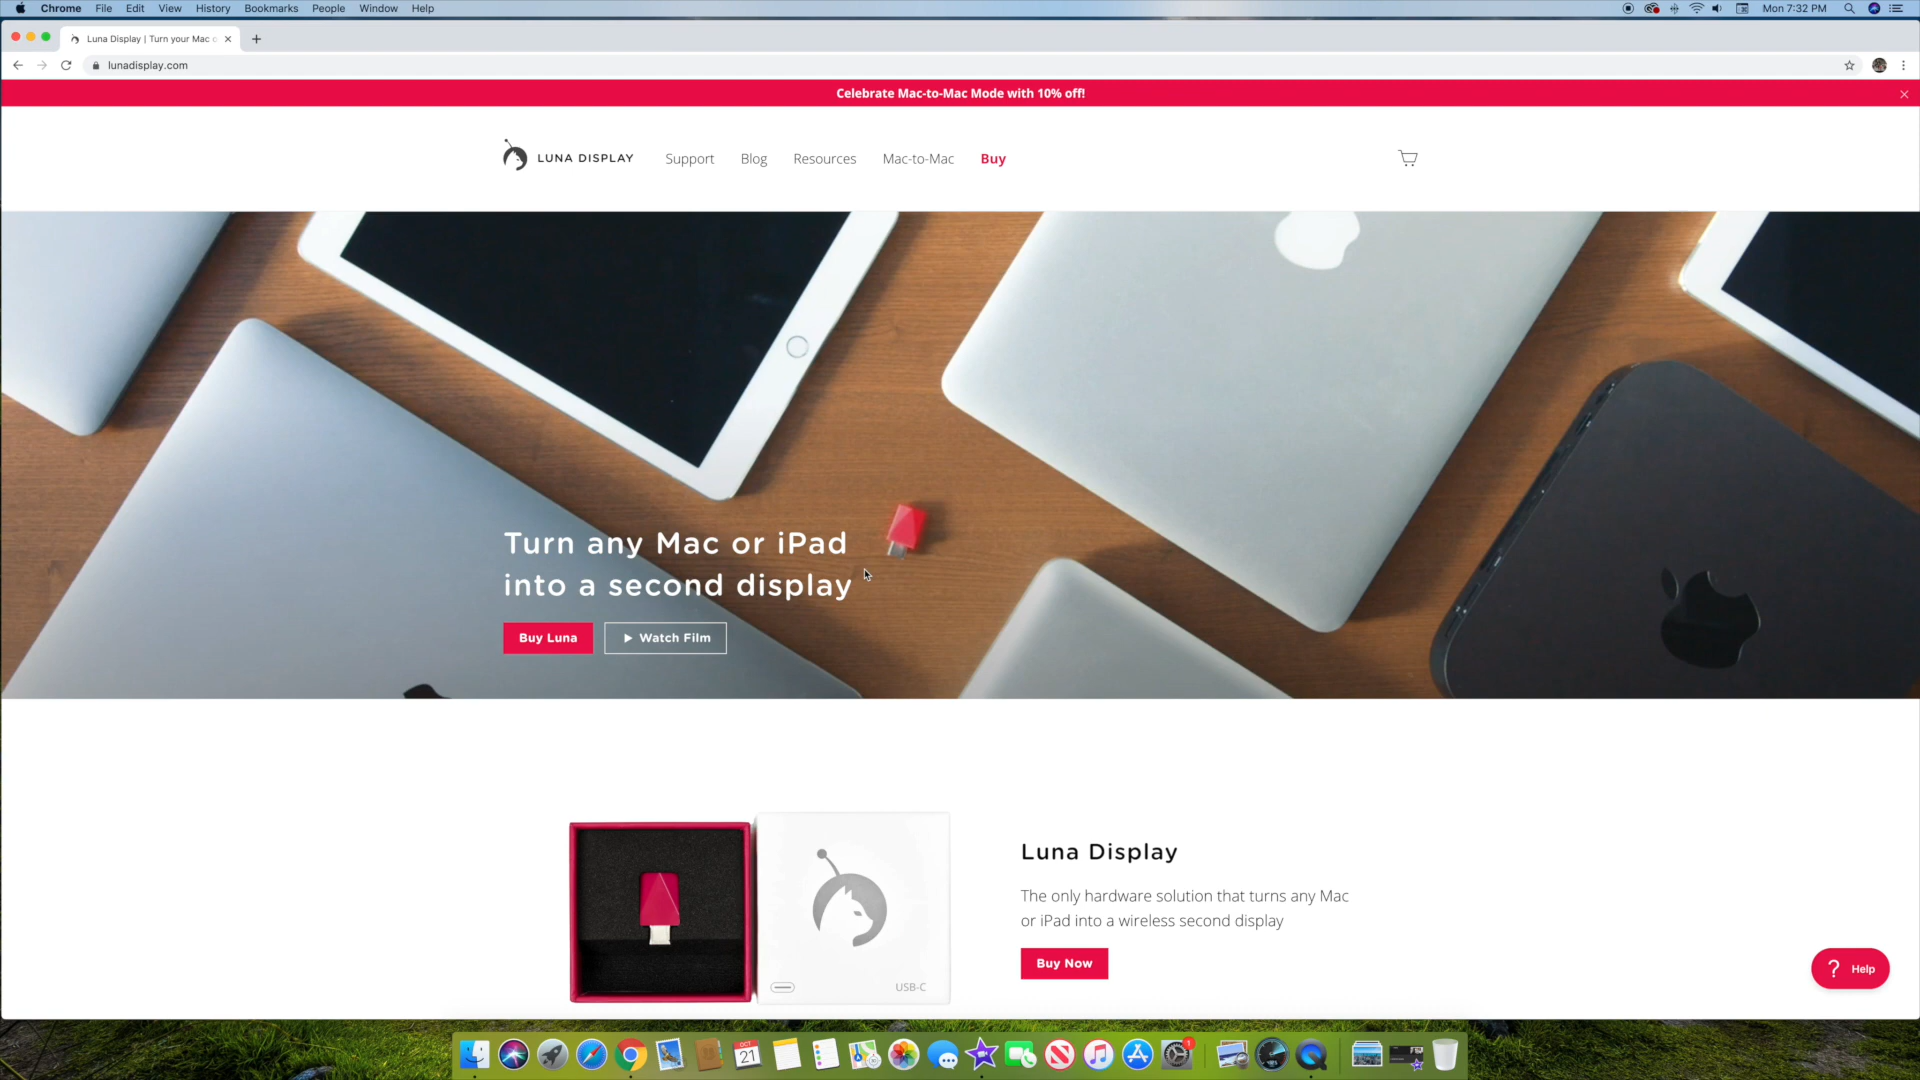 Chrome File Edit View History Bookmarks People Window Help
Mon 7:32 PM
Luna Display | Turn your Mac o
lunadisplay.com
Celebrate Mac-to-Mac Mode with 10% off!
LUNA DISPLAY Support Blog Resources Mac-to-Mac Buy
Turn any Mac or iPad
into a second display
Buy Luna
Watch Film
Luna Display
The only hardware solution that turns any Mac
or iPad into a wireless second display
Buy Now
USB-C
? Help
OCT
21
1